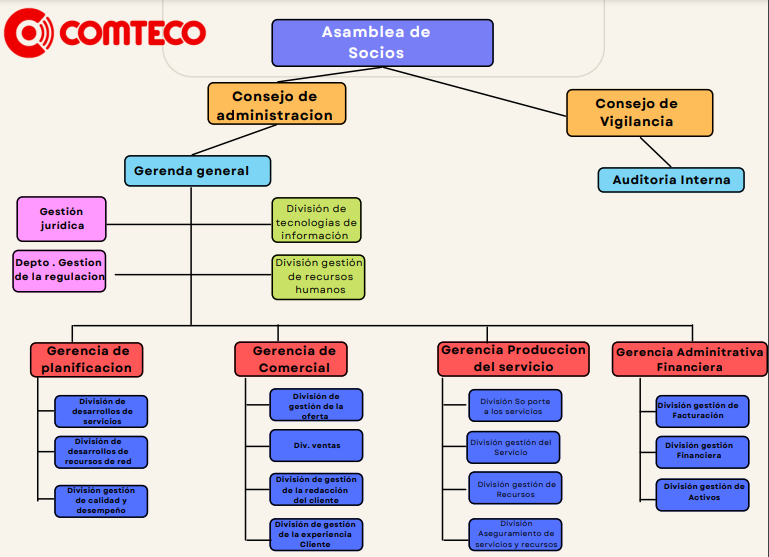 COMTECO
Asamblea de
Socios
Consejo de
administracion
Consejo de
Vigilancia
Gerenda general
Auditoria Interna
Gestión
jurídica
División de
tecnologias de
información
Depto . Gestion
de la regulacion
División gestión
de recursos
humanos
Gerencia de
planificacion
Gerencia de
Comercial
Gerencia Produccion
del servicio
Gerencia Adminitrativa
Financiera
División de
desarrollos de
servicios
División de
desarrollos de
recursos de red
División gestión
de calidad y
desempeño
División de
gestión de la
oferta
Div. ventas
División de gestión
de la redacción
del cliente
División de gestión
de la experiencia
Cliente
División So porte
a los servicios
División gestión del
Servicio
División gestión de
Recursos
División
Aseguramiento de
servicios y recursos
División gestión de
Facturación
División gestión
Financiera
División gestión de
Activos